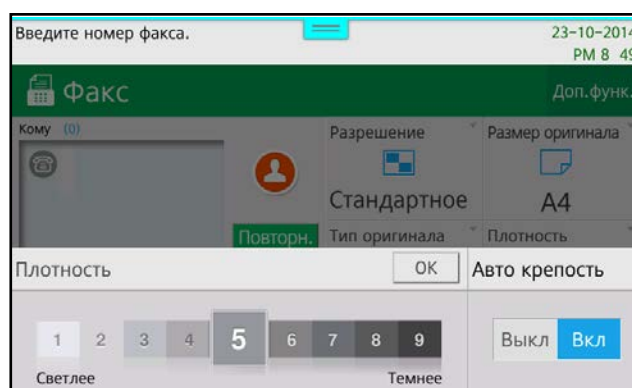 Введите номер факса.
23-10-2014
PM 8 49
Факс
Доп.функ.
Кому (0)
Разрешение
Размер оригинала
Стандартное
A4
Повторн.
Тип оригинала
Плотность
Плотность
OK
Авто крепость
1 2 3 4 5 6 7 8 9
Выкл Вкл
Светлее Темнее